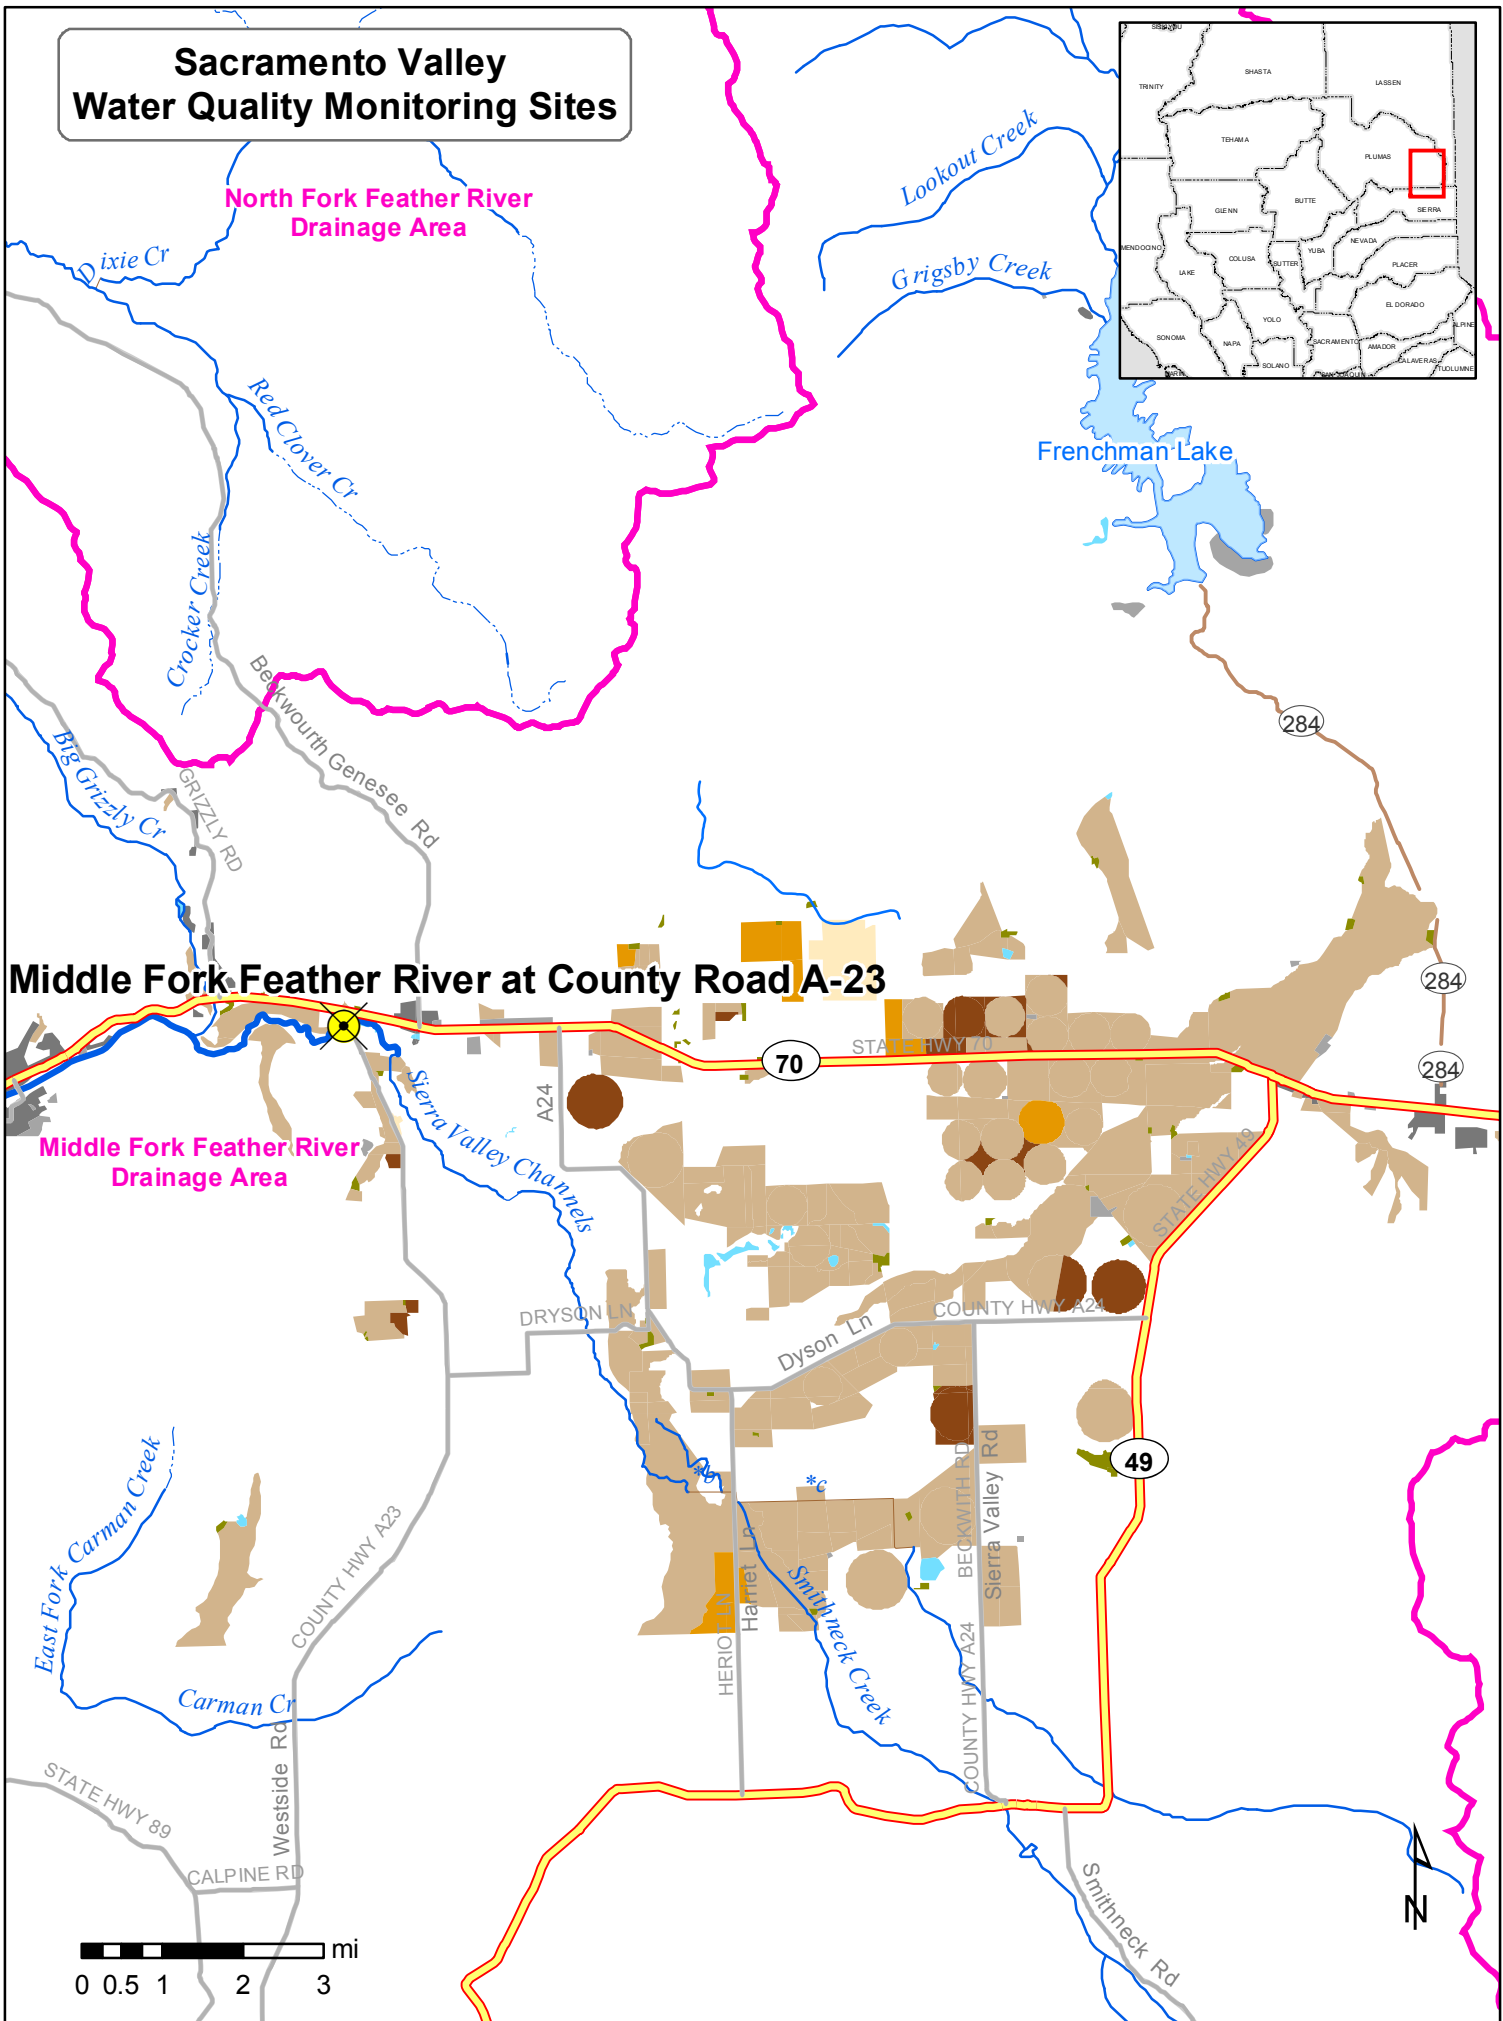 Sacramento Valley
Water Quality Monitoring Sites
SISKIYOU
SHASTA
LASSEN
TRINITY
TEHAMA
PLUMAS
BUTTE
GLENN
SIERRA
MENDOCINO
COLUSA
SUTTER
YUBA
NEVADA
LAKE
PLACER
EL DORADO
YOLO
SONOMA
NAPA
SACRAMENTO
AMADOR
ALPINE
SOLANO
CALAVERAS
TUOLUMNE
MARIN
SAN JOAQUIN
Lookout Creek
North Fork Feather River
Drainage Area
Dixie Cr
Grigsby Creek
Red Clover Cr
Frenchman Lake
Crocker Creek
Beckwourth Genesee Rd
284
Big Grizzly Cr
GRIZZLY RD
Middle Fork Feather River at County Road A-23
284
STATE HWY 70
70
284
A24
Sierra Valley Channels
Middle Fork Feather River
Drainage Area
STATE HWY 49
DRYSON LN
COUNTY HWY A24
Dyson Ln
East Fork Carman Creek
COUNTY HWY A23
*b
*c
49
BECKWITH RD
Sierra Valley Rd
Harriet Ln
HERIOT LN
Smithneck Creek
COUNTY HWY A24
Carman Cr
Westside Rd
STATE HWY 89
CALPINE RD
Smithneck Rd
N
mi
0 0.5 1 2 3